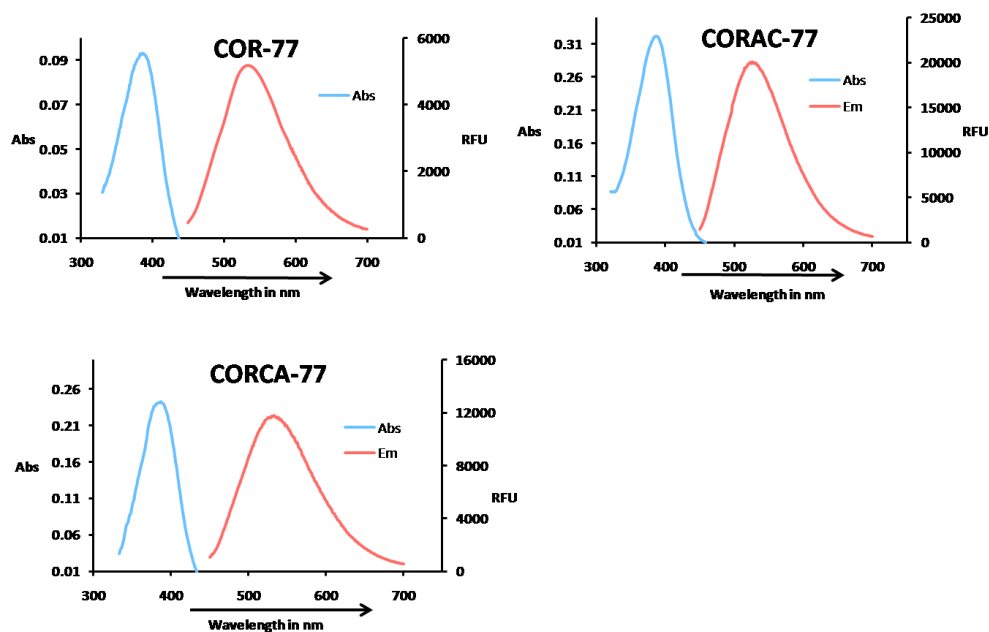 COR-77
0.09
0.07
0.05
0.03
0.01
Abs
6000
4000
2000
0
RFU
Abs
300
400
500
600
700
Wavelength in nm
CORAC-77
0.31
0.26
0.21
0.16
0.11
0.06
0.01
Abs
25000
20000
15000
10000
5000
0
RFU
Abs
Em
300
400
500
600
700
Wavelength in nm
CORCA-77
0.26
0.21
0.16
0.11
0.06
0.01
Abs
16000
12000
8000
4000
0
RFU
Abs
Em
300
400
500
600
700
Wavelength in nm